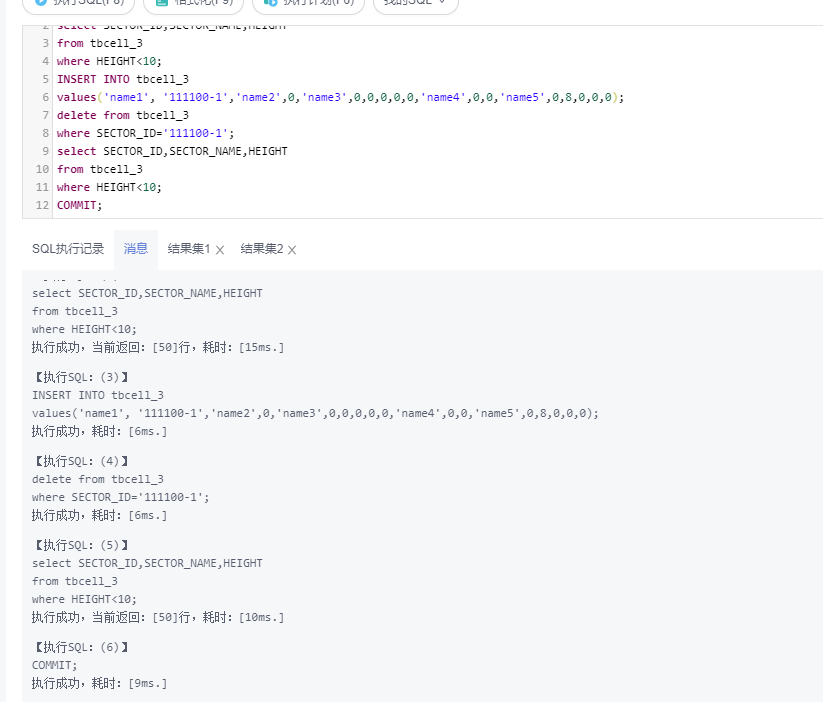 执行SQL(F8) 格式化(F9) 执行计划(F6) 我的SQL
2 select SECTOR_ID,SECTOR_NAME,HEIGHT
3 from tbcell_3
4 where HEIGHT<10;
5 INSERT INTO tbcell_3
6 values('name1', '111100-1','name2',0,'name3',0,0,0,0,0,'name4',0,0,'name5',0,8,0,0,0);
7 delete from tbcell_3
8 where SECTOR_ID='111100-1';
9 select SECTOR_ID,SECTOR_NAME,HEIGHT
10 from tbcell_3
11 where HEIGHT<10;
12 COMMIT;
SQL执行记录 消息 结果集1 × 结果集2 ×
select SECTOR_ID,SECTOR_NAME,HEIGHT
from tbcell_3
where HEIGHT<10;
执行成功，当前返回：[50]行，耗时：[15ms.]
【执行SQL：(3)】
INSERT INTO tbcell_3
values('name1', '111100-1','name2',0,'name3',0,0,0,0,0,'name4',0,0,'name5',0,8,0,0,0);
执行成功，耗时：[6ms.]
【执行SQL：(4)】
delete from tbcell_3
where SECTOR_ID='111100-1';
执行成功，耗时：[6ms.]
【执行SQL：(5)】
select SECTOR_ID,SECTOR_NAME,HEIGHT
from tbcell_3
where HEIGHT<10;
执行成功，当前返回：[50]行，耗时：[10ms.]
【执行SQL：(6)】
COMMIT;
执行成功，耗时：[9ms.]